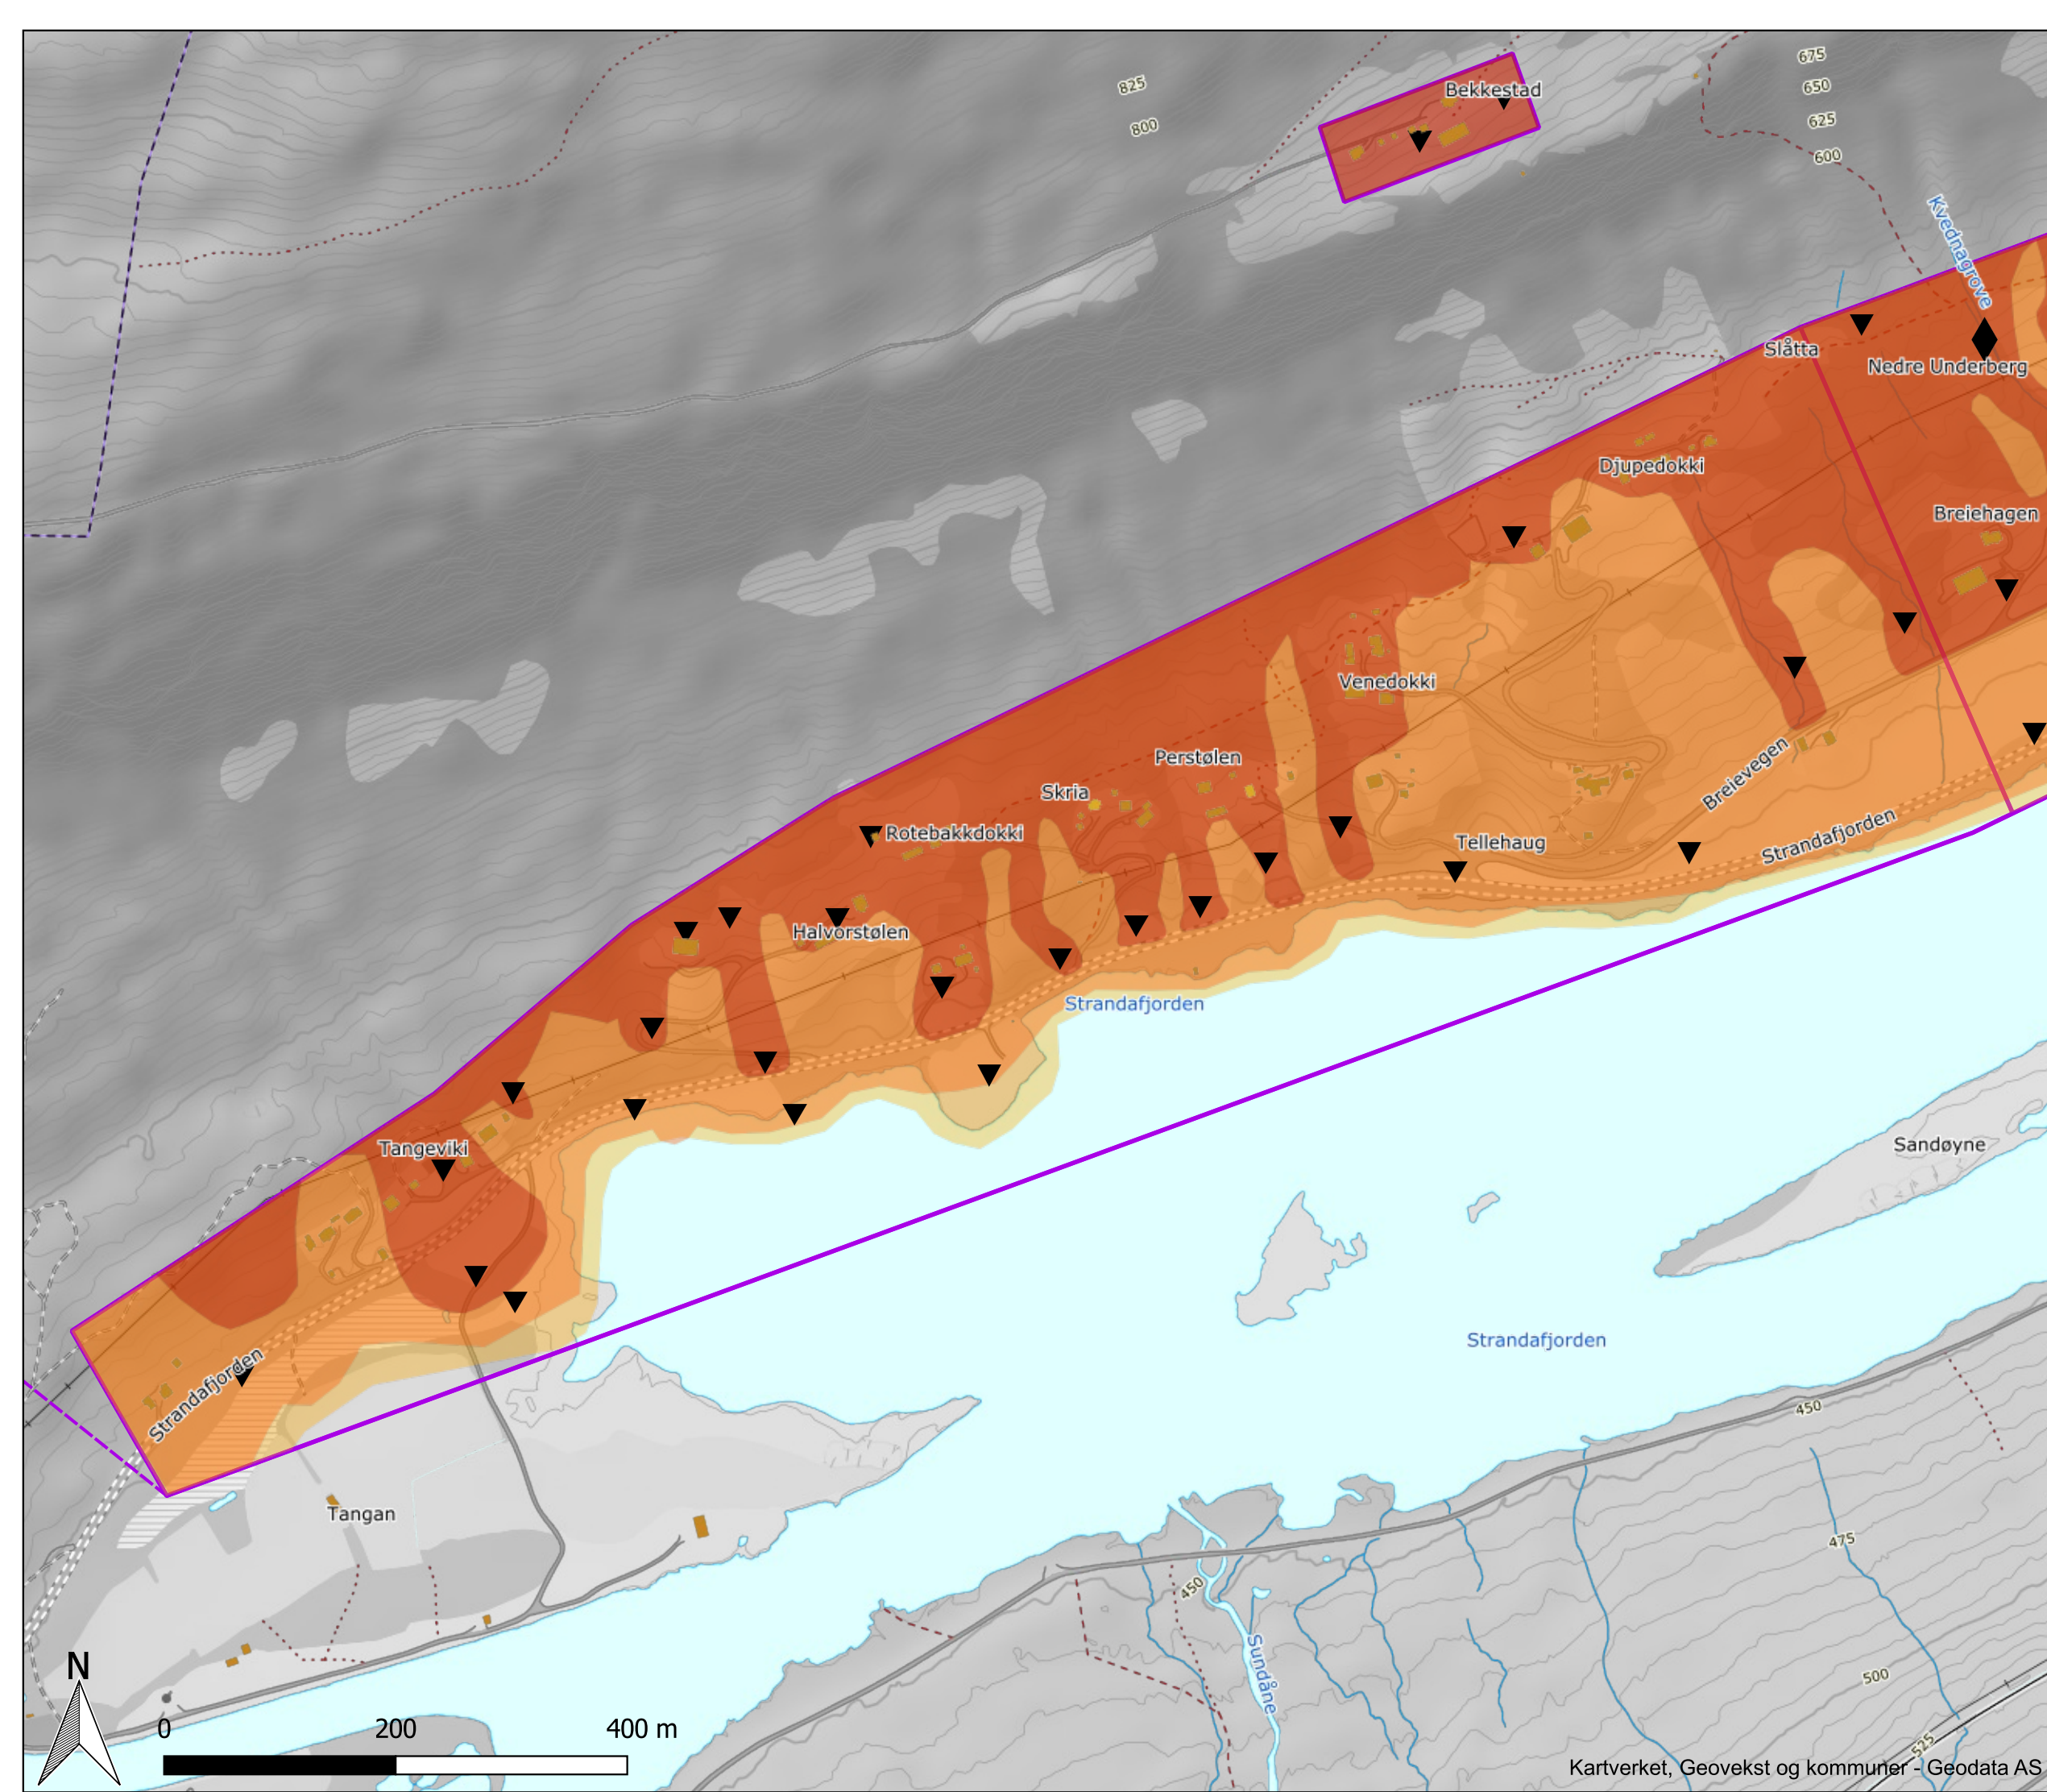 675
825
Bekkestad
650
625
800
600
Kvednagrove
Slåtta
Nedre Underberg
Djupedokki
Breiehagen
Venedokki
Perstølen
Breievegen
Skria
Rotebakkdokki
Strandafjorden
Tellehaug
Halvorstølen
Strandafjorden
Tangeviki
Sandøyne
Strandafjorden
Strandafjorden
450
Tangan
475
450
Sundåne
N
500
0 200 400 m
525
Kartverket, Geovekst og kommuner - Geodata AS